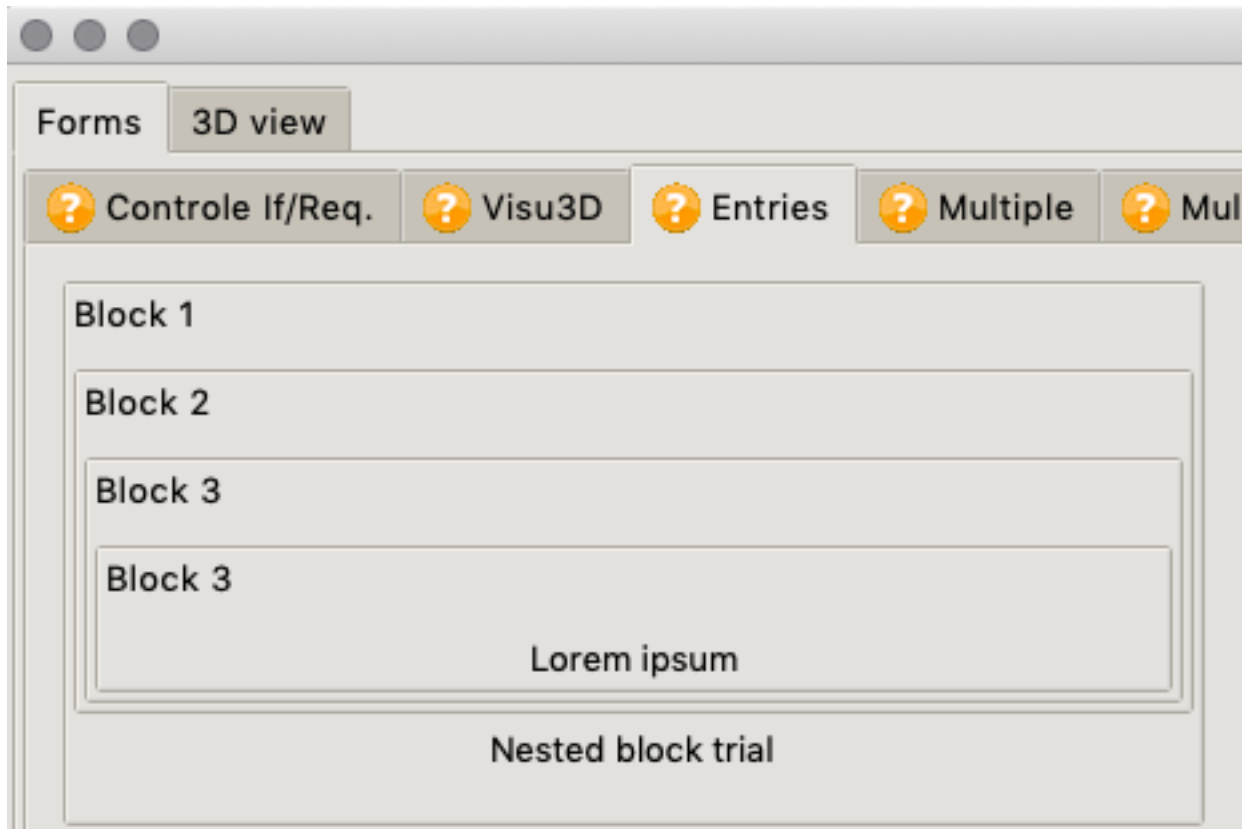 Forms 3D view
? Controle If/Req. ? Visu3D ? Entries ? Multiple ? Mul
Block 1
Block 2
Block 3
Block 3
Lorem ipsum
Nested block trial